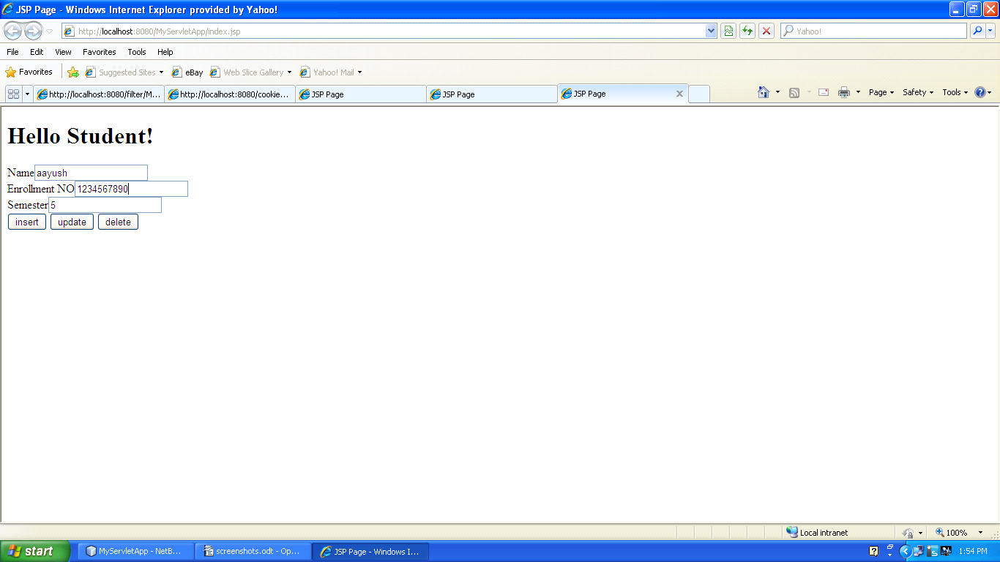 JSP Page - Windows Internet Explorer provided by Yahoo!
http://localhost:8080/MyServletApp/index.jsp Yahoo!
File Edit View Favorites Tools Help
Favorites Suggested Sites eBay Web Slice Gallery Yahoo! Mail
http://localhost:8080/filter/M... http://localhost:8080/cookie... JSP Page JSP Page JSP Page Page Safety Tools
Hello Student!
Name aayush
Enrollment NO 1234567890
Semester 5
insert update delete
Local intranet 100%
start MyServletApp - NetB... screenshots.odt - Op... JSP Page - Windows I... 1:54 PM